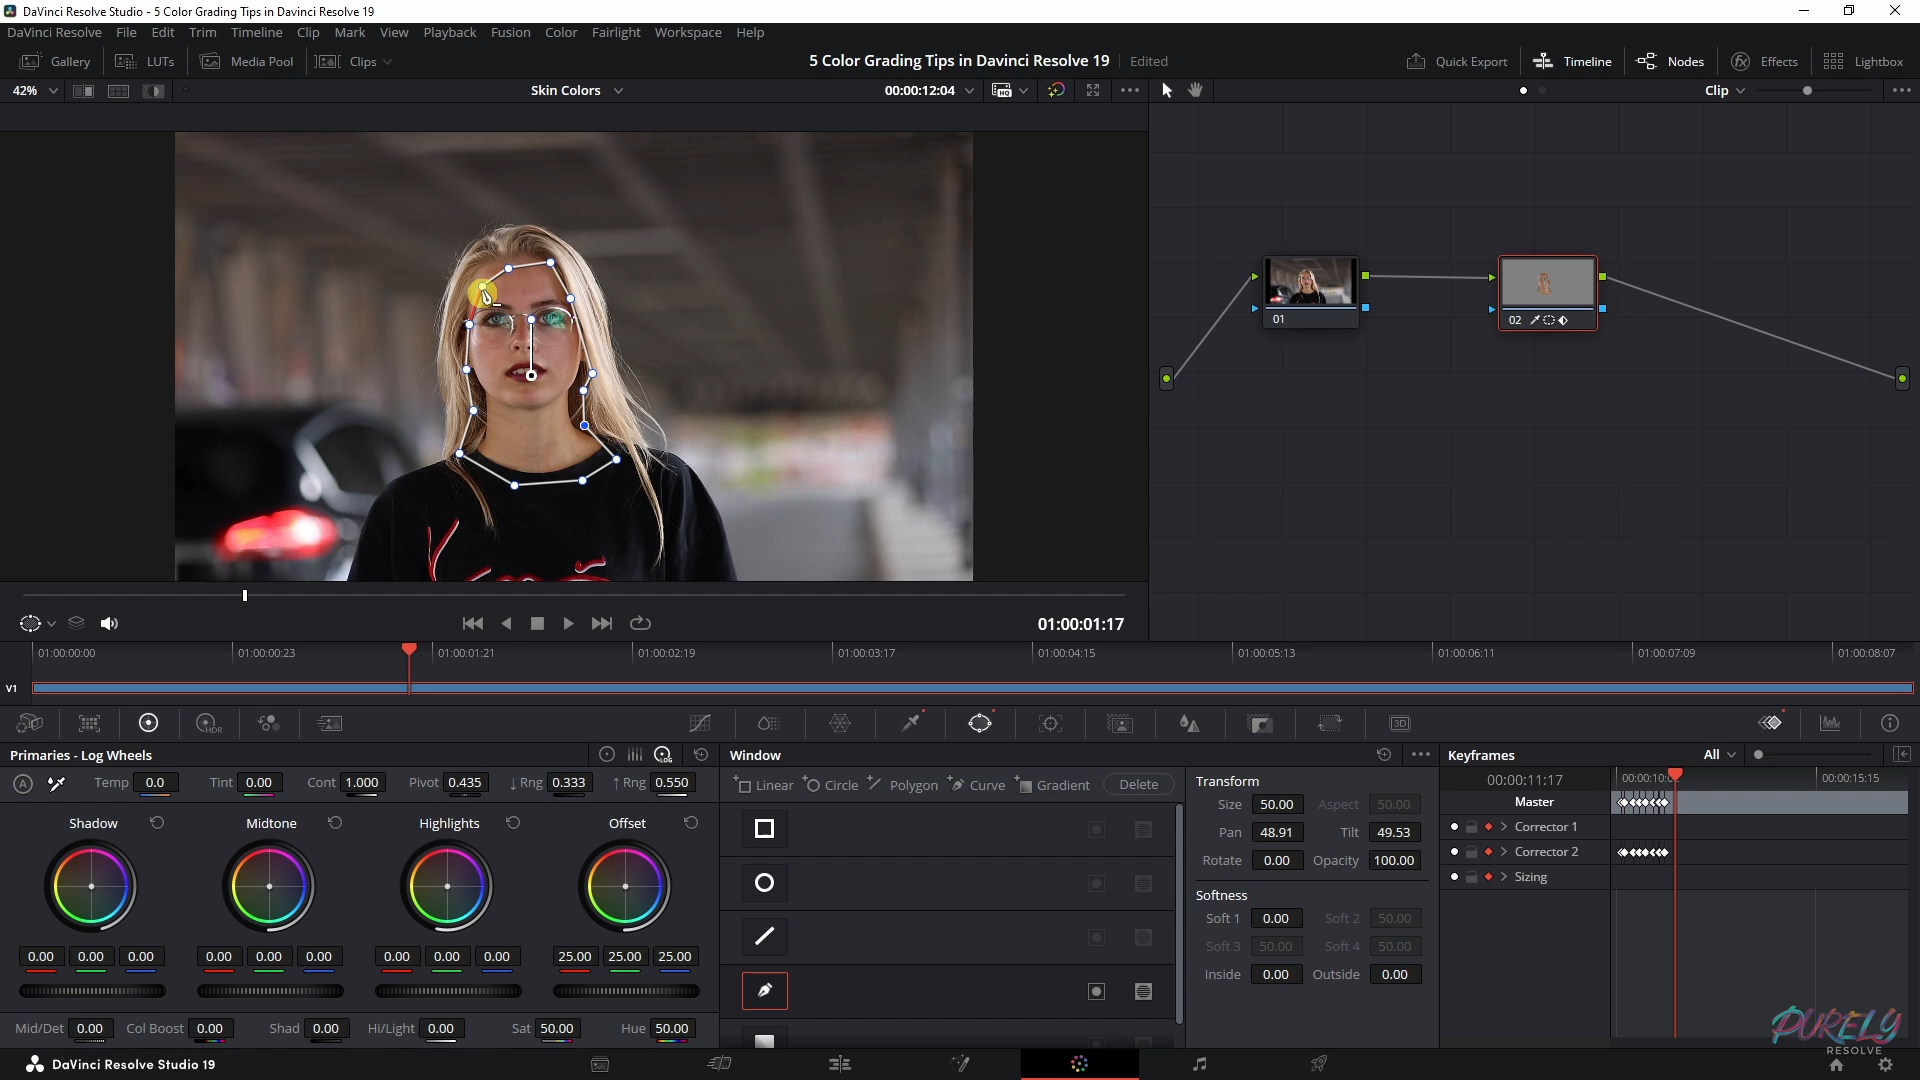 DaVinci Resolve Studio - 5 Color Grading Tips in Davinci Resolve 19
DaVinci Resolve File Edit Trim Timeline Clip Mark View Playback Fusion Color Fairlight Workspace Help
Gallery LUTs Media Pool Clips 5 Color Grading Tips in Davinci Resolve 19 Edited Quick Export Timeline Nodes Effects Lightbox
42% Skin Colors 00:00:12:04 HQ Clip
01
02
01:00:01:17
01:00:00:00 01:00:00:23 01:00:01:21 01:00:02:19 01:00:03:17 01:00:04:15 01:00:05:13 01:00:06:11 01:00:07:09 01:00:08:07
V1
HDR 3D
Primaries - Log Wheels LOG Window Keyframes All
A Temp 0.0 Tint 0.00 Cont 1.000 Pivot 0.435 ↓ Rng 0.333 ↑ Rng 0.550
Linear Circle Polygon Curve Gradient Delete
Transform
00:00:11:17 00:00:10: 00:00:15:15
Shadow Midtone Highlights Offset
Size 50.00 Aspect 50.00
Master
Pan 48.91 Tilt 49.53
Corrector 1
Rotate 0.00 Opacity 100.00
Corrector 2
Sizing
Softness
Soft 1 0.00 Soft 2 50.00
Soft 3 50.00 Soft 4 50.00
Inside 0.00 Outside 0.00
0.00 0.00 0.00 0.00 0.00 0.00 0.00 0.00 0.00 25.00 25.00 25.00
Mid/Det 0.00 Col Boost 0.00 Shad 0.00 Hi/Light 0.00 Sat 50.00 Hue 50.00
PURELY
RESOLVE
DaVinci Resolve Studio 19